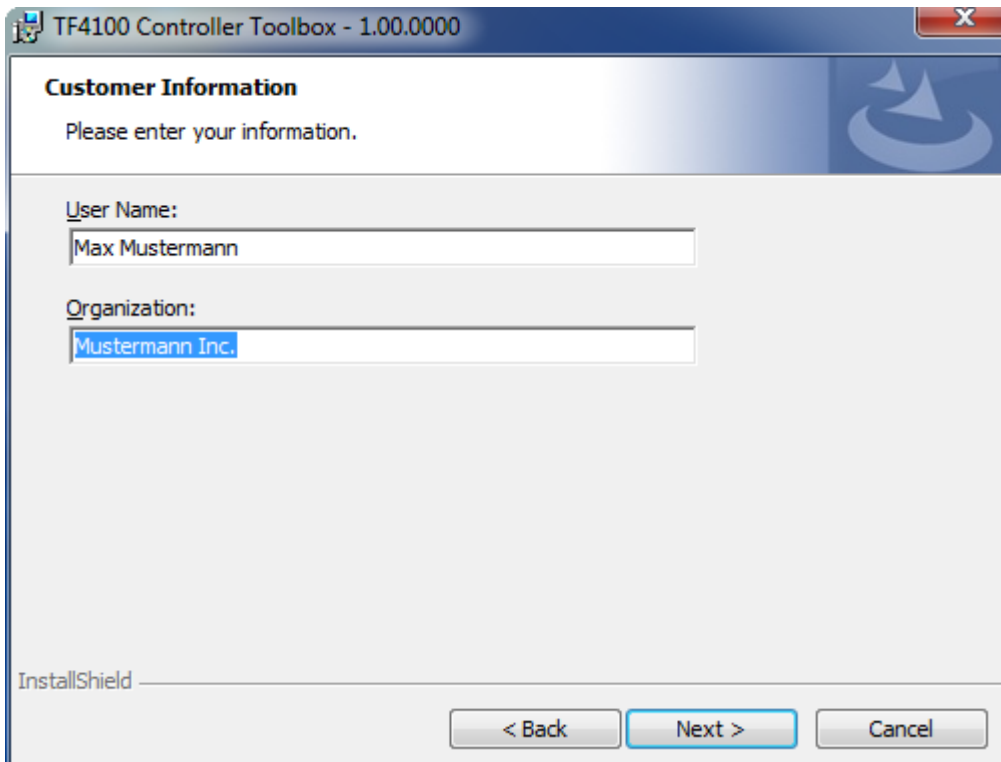 TF4100 Controller Toolbox - 1.00.0000
Customer Information
Please enter your information.
User Name:
Max Mustermann
Organization:
Mustermann Inc.
InstallShield
< Back Next > Cancel